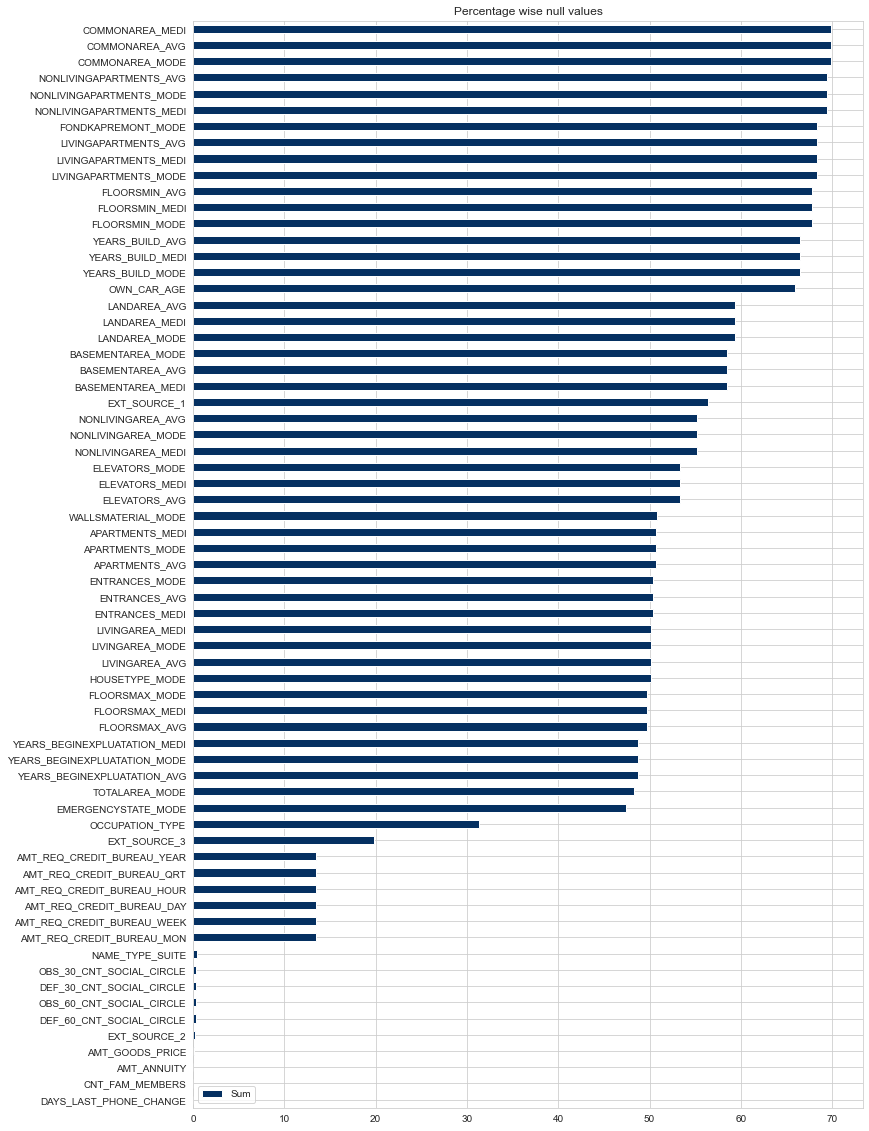 Percentage wise null values
COMMONAREA_MEDI
COMMONAREA_AVG
COMMONAREA_MODE
NONLIVINGAPARTMENTS_AVG
NONLIVINGAPARTMENTS_MODE
NONLIVINGAPARTMENTS_MEDI
FONDKAPREMONT_MODE
LIVINGAPARTMENTS_AVG
LIVINGAPARTMENTS_MEDI
LIVINGAPARTMENTS_MODE
FLOORSMIN_AVG
FLOORSMIN_MEDI
FLOORSMIN_MODE
YEARS_BUILD_AVG
YEARS_BUILD_MEDI
YEARS_BUILD_MODE
OWN_CAR_AGE
LANDAREA_AVG
LANDAREA_MEDI
LANDAREA_MODE
BASEMENTAREA_MODE
BASEMENTAREA_AVG
BASEMENTAREA_MEDI
EXT_SOURCE_1
NONLIVINGAREA_AVG
NONLIVINGAREA_MODE
NONLIVINGAREA_MEDI
ELEVATORS_MODE
ELEVATORS_MEDI
ELEVATORS_AVG
WALLSMATERIAL_MODE
APARTMENTS_MEDI
APARTMENTS_MODE
APARTMENTS_AVG
ENTRANCES_MODE
ENTRANCES_AVG
ENTRANCES_MEDI
LIVINGAREA_MEDI
LIVINGAREA_MODE
LIVINGAREA_AVG
HOUSETYPE_MODE
FLOORSMAX_MODE
FLOORSMAX_MEDI
FLOORSMAX_AVG
YEARS_BEGINEXPLUATATION_MEDI
YEARS_BEGINEXPLUATATION_MODE
YEARS_BEGINEXPLUATATION_AVG
TOTALAREA_MODE
EMERGENCYSTATE_MODE
OCCUPATION_TYPE
EXT_SOURCE_3
AMT_REQ_CREDIT_BUREAU_YEAR
AMT_REQ_CREDIT_BUREAU_QRT
AMT_REQ_CREDIT_BUREAU_HOUR
AMT_REQ_CREDIT_BUREAU_DAY
AMT_REQ_CREDIT_BUREAU_WEEK
AMT_REQ_CREDIT_BUREAU_MON
NAME_TYPE_SUITE
OBS_30_CNT_SOCIAL_CIRCLE
DEF_30_CNT_SOCIAL_CIRCLE
OBS_60_CNT_SOCIAL_CIRCLE
DEF_60_CNT_SOCIAL_CIRCLE
EXT_SOURCE_2
AMT_GOODS_PRICE
AMT_ANNUITY
CNT_FAM_MEMBERS
DAYS_LAST_PHONE_CHANGE
Sum
0 10 20 30 40 50 60 70